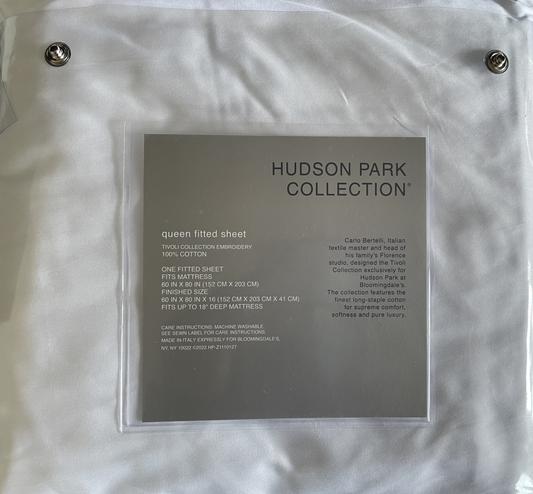 HUDSON PARK
COLLECTION®
queen fitted sheet
TIVOLI COLLECTION EMBROIDERY
100% COTTON
ONE FITTED SHEET
FITS MATTRESS
60 IN X 80 IN (152 CM X 203 CM)
FINISHED SIZE
60 IN X 80 IN X 16 (152 CM X 203 CM X 41 CM)
FITS UP TO 18" DEEP MATTRESS
CARE INSTRUCTIONS: MACHINE WASHABLE.
SEE SEWIN LABEL FOR CARE INSTRUCTIONS.
MADE IN ITALY EXPRESSLY FOR BLOOMINGDALE'S,
NY, NY 10022 ©2022 HP-Z1110127
Carlo Bertelli, Italian
textile master and head of
his family's Florence
studio, designed the Tivoli
Collection exclusively for
Hudson Park at
Bloomingdale's.
The collection features the
finest long-staple cotton
for supreme comfort,
softness and pure luxury.